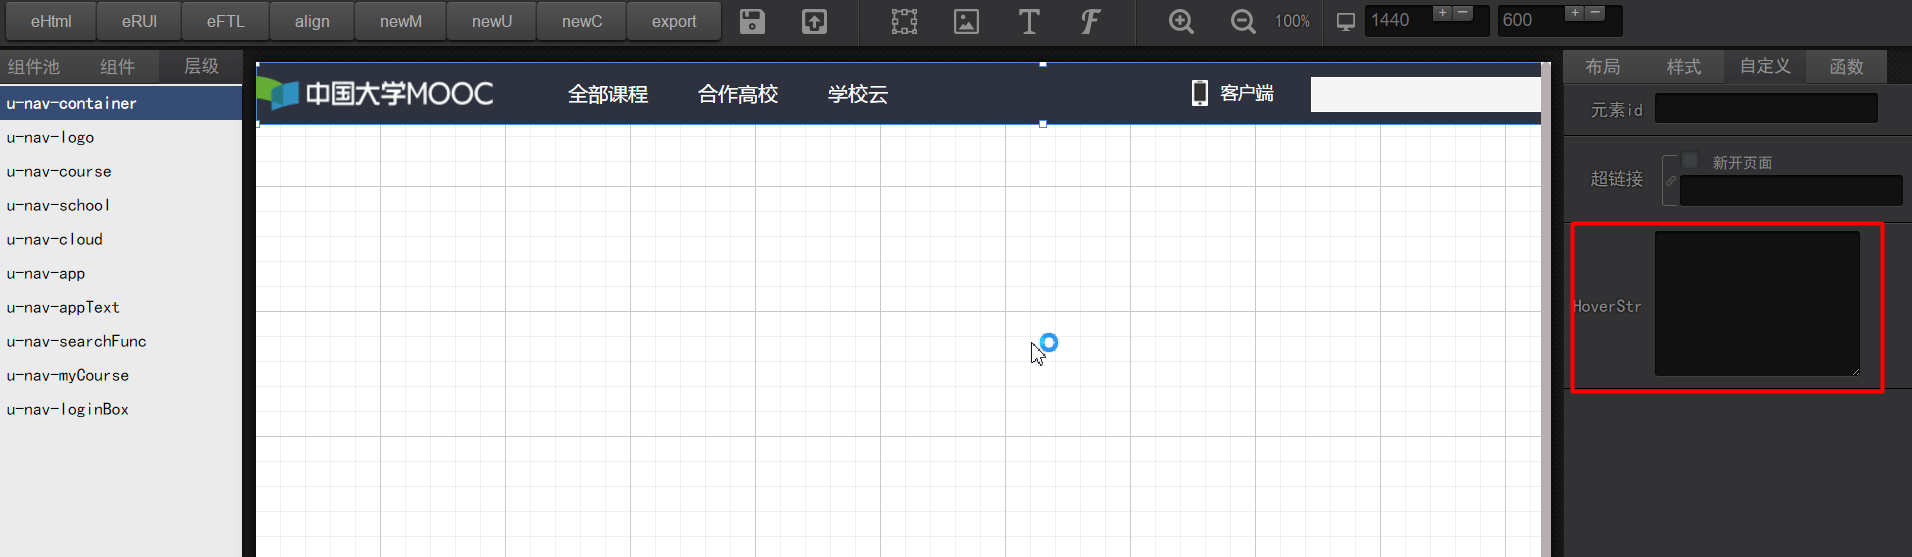 eHtml eRUI eFTL align newM newU newC export 100% 1440 + − 600 + −
组件池 组件 层级
u-nav-container
u-nav-logo
u-nav-course
u-nav-school
u-nav-cloud
u-nav-app
u-nav-appText
u-nav-searchFunc
u-nav-myCourse
u-nav-loginBox
中国大学MOOC 全部课程 合作高校 学校云 客户端
布局 样式 自定义 函数
元素id
新开页面
超链接
HoverStr